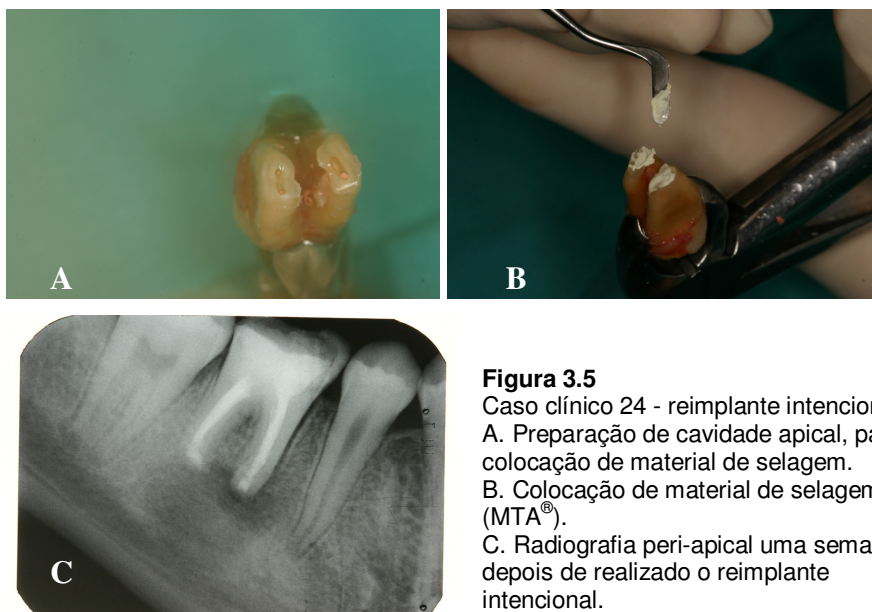 A
B
C
Figura 3.5
Caso clínico 24 - reimplante
A. Preparação de cavidade apical,
colocação de material de selagem.
B. Colocação de material de
(MTA®).
C. Radiografia peri-apical uma
depois de realizado o reimplante
intencional.